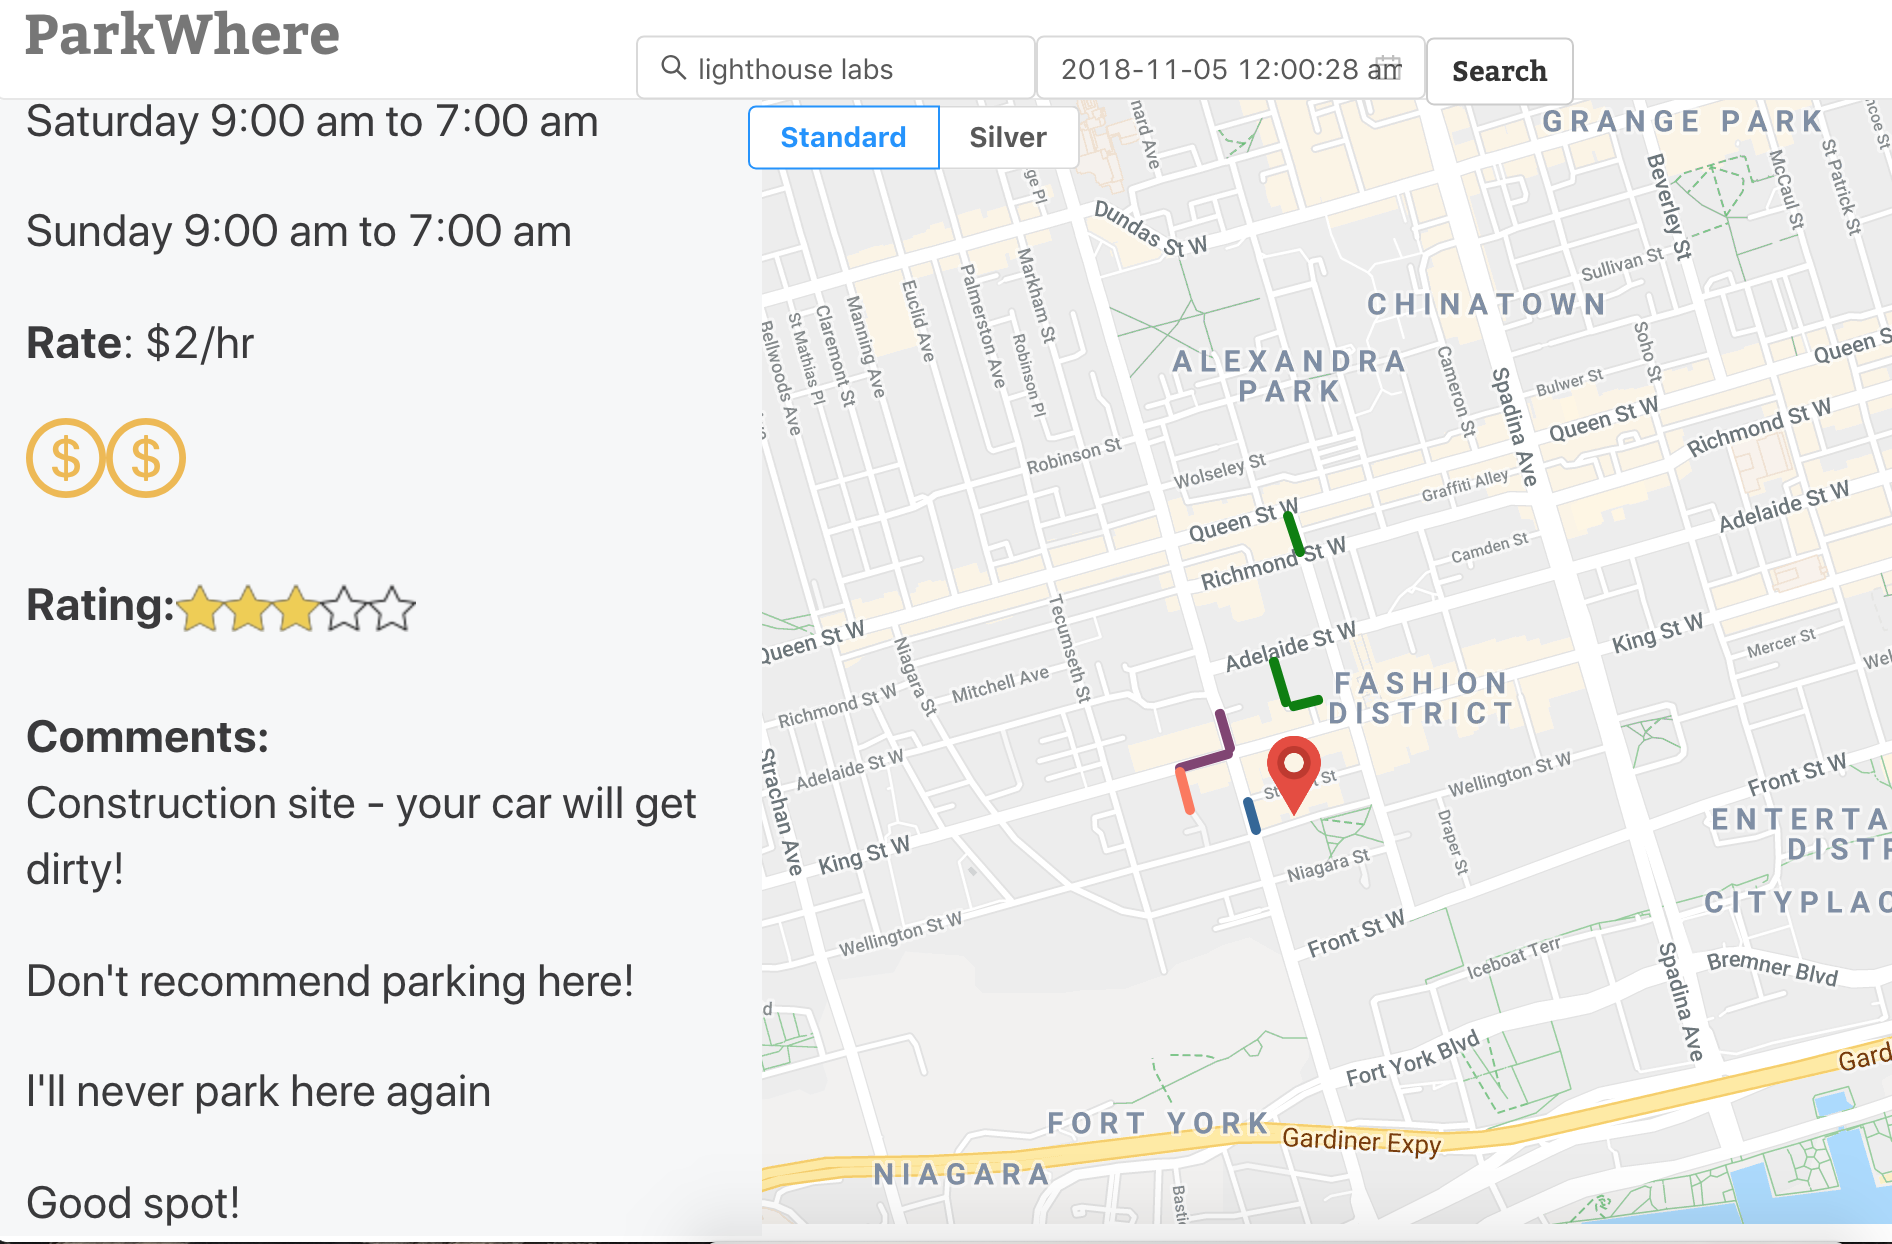 ParkWhere
lighthouse labs
2018-11-05 12:00:28 am
Search
Saturday 9:00 am to 7:00 am
Sunday 9:00 am to 7:00 am
Rate: $2/hr
$ $
Rating:
Comments:
Construction site - your car will get
dirty!
Don't recommend parking here!
I'll never park here again
Good spot!
Standard
Silver
GRANGE PARK
Beverley St
McCaul St
St Patrick St
Dundas St W
Sullivan St
CHINATOWN
Markham St
Palmerston Ave
Euclid Ave
Manning Ave
Claremont St
St Mathias Pl
Bellwoods Ave
Robinson Pl
ALEXANDRA
PARK
Cameron St
Soho St
Bulwer St
Spadina Ave
Queen St W
Queen S
Richmond St W
Robinson St
Wolseley St
Graffiti Alley
Adelaide St W
Queen St W
Richmond St W
Camden St
Tecumseth St
Adelaide St W
King St W
Mercer St
Queen St W
Niagara St
Mitchell Ave
Richmond St W
FASHION
DISTRICT
Adelaide St W
Strachan Ave
Wellington St W
Front St W
Draper St
ENTERTA
DISTR
King St W
Niagara St
CITYPLAC
Wellington St W
Front St W
Iceboat Terr
Bremner Blvd
Spadina Ave
Fort York Blvd
Gard
FORT YORK
Gardiner Expy
NIAGARA